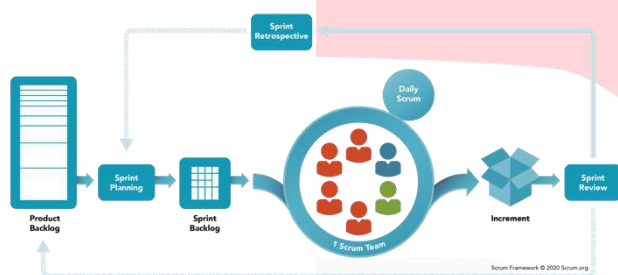 Sprint
Retrospective
Daily
Scrum
Sprint
Planning
Sprint
Review
Product
Backlog
Sprint
Backlog
1 Scrum Team
Increment
Scrum Framework © 2020 Scrum.org